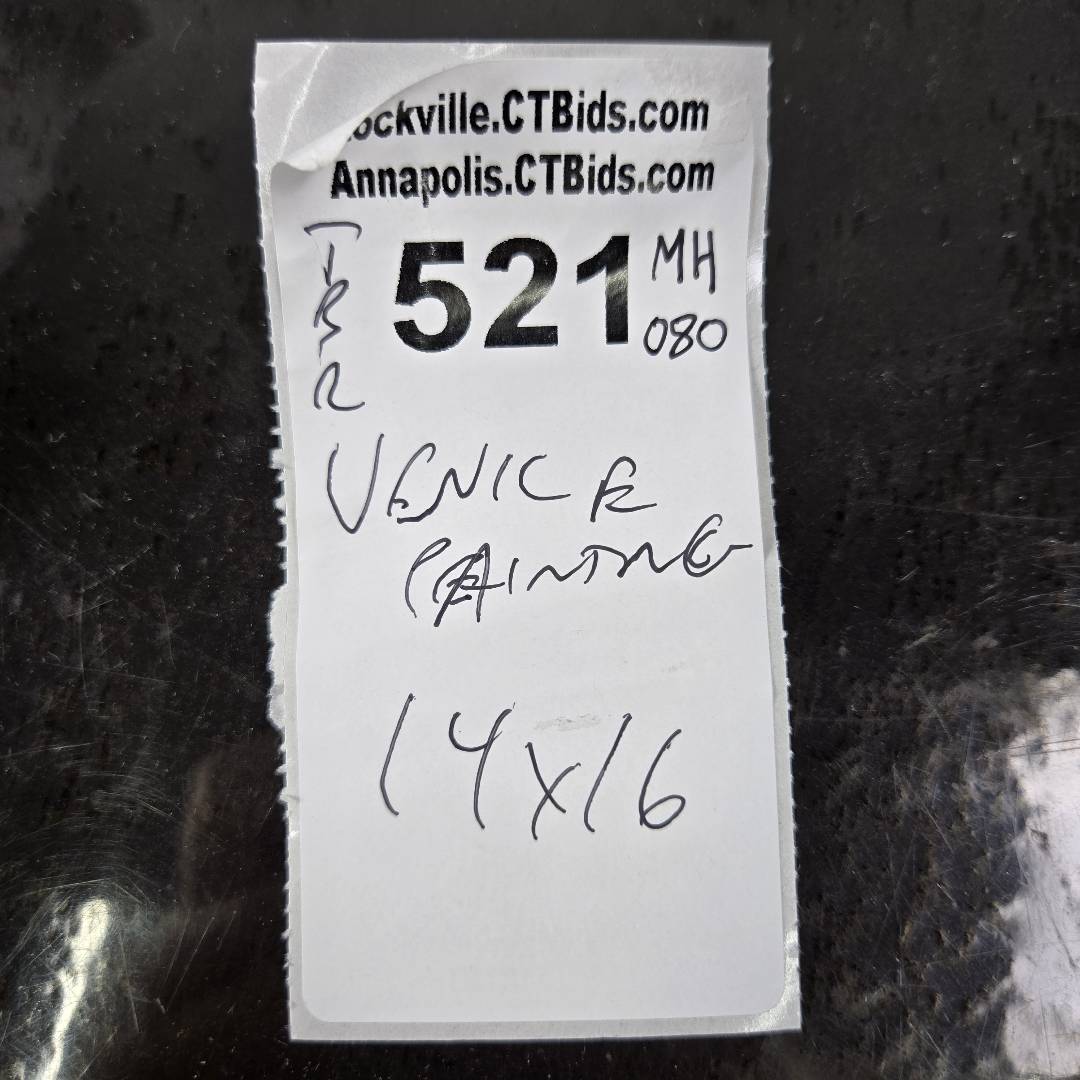 ockville.CTBids.com
Annapolis.CTBids.com
521 MH
080
VENICE
PAINTING
14x16